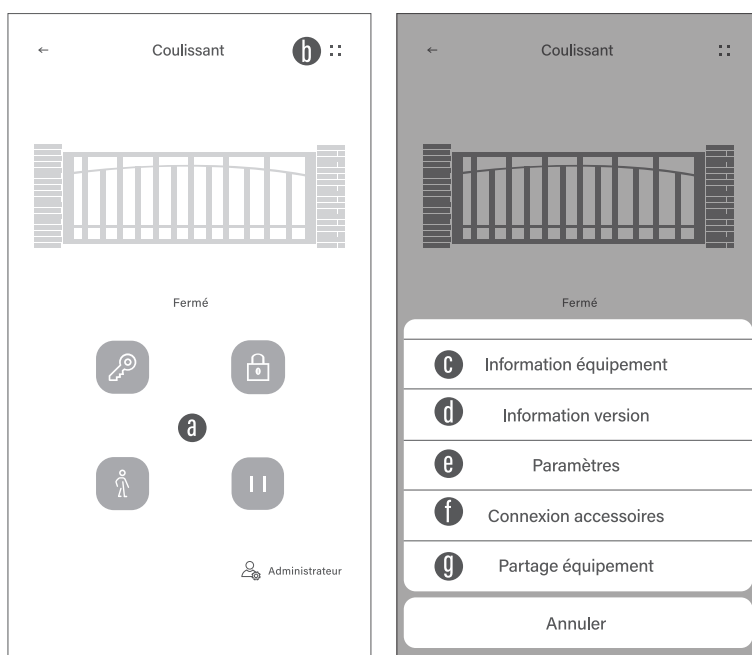 ← Coulissant b
Fermé
a
Administrateur
← Coulissant
Fermé
c Information équipement
d Information version
e Paramètres
f Connexion accessoires
g Partage équipement
Annuler